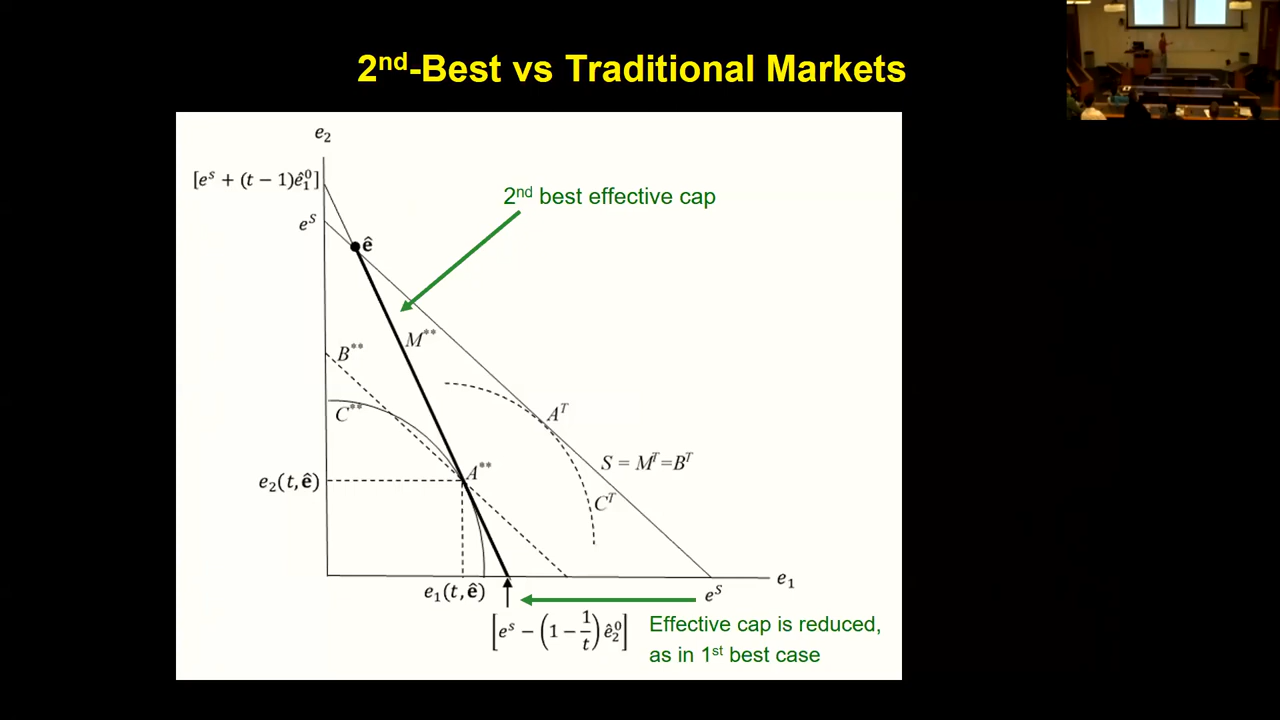 2nd-Best vs Traditional Markets
e₂
[eˢ + (t − 1)ê₁⁰]
2nd best effective cap
eˢ
ê
M**
B**
C**
Aᵀ
A**
S = Mᵀ=Bᵀ
e₂(t, ê)
Cᵀ
e₁(t, ê)
eˢ
e₁
[eˢ − (1 − 1/t) ê₂⁰]
Effective cap is reduced,
as in 1st best case